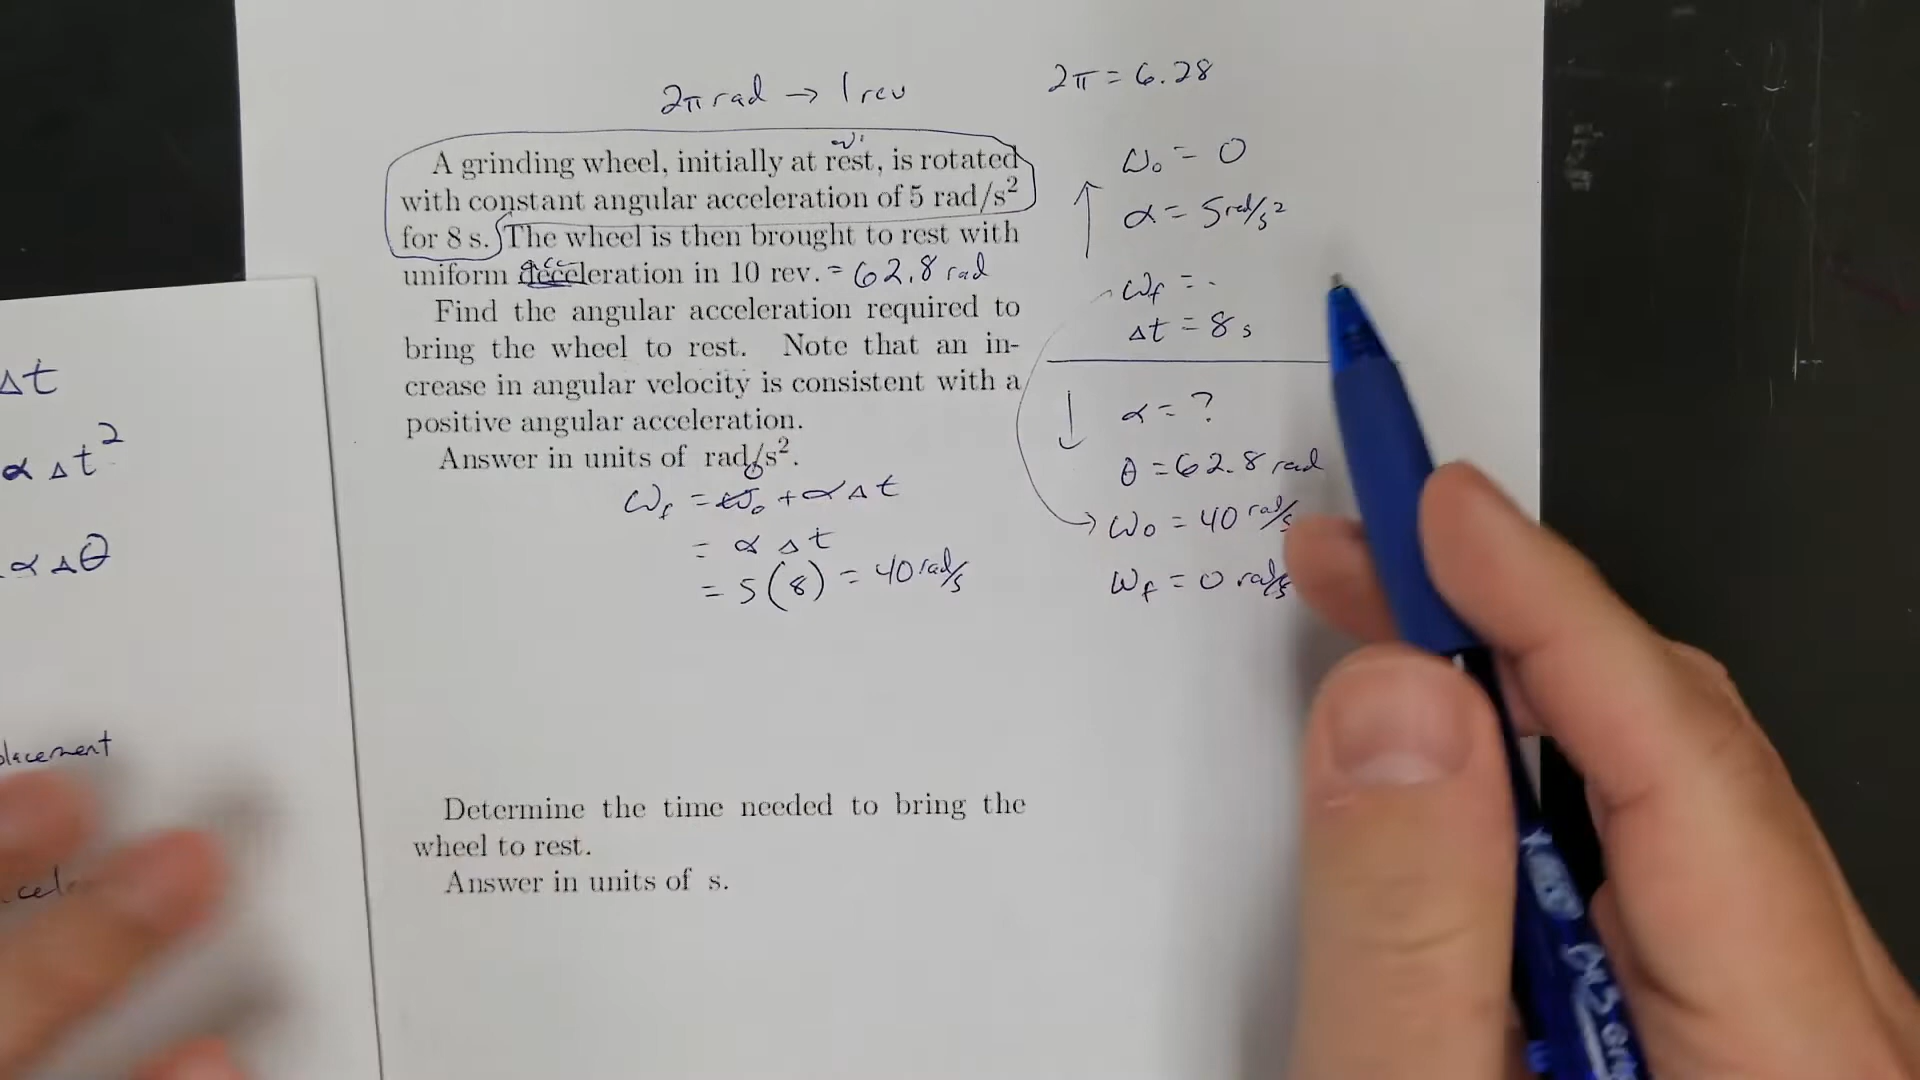 2π rad → 1 rev
2π = 6.28
A grinding wheel, initially at rest, is rotated
with constant angular acceleration of 5 rad/s²
for 8 s. The wheel is then brought to rest with
uniform acceleration in 10 rev. = 62.8 rad
Find the angular acceleration required to
bring the wheel to rest. Note that an in-
crease in angular velocity is consistent with a
positive angular acceleration.
Answer in units of rad/s².
ω_f = ω₀ + α Δt
= α Δt
= 5(8) = 40 rad/s
Determine the time needed to bring the
wheel to rest.
Answer in units of s.
ω₀ = 0
α = 5 rad/s²
ω_f =
Δt = 8 s
α = ?
θ = 62.8 rad
ω₀ = 40 rad/s
ω_f = 0 rad/s
Δt
α Δt²
α Δθ
placement